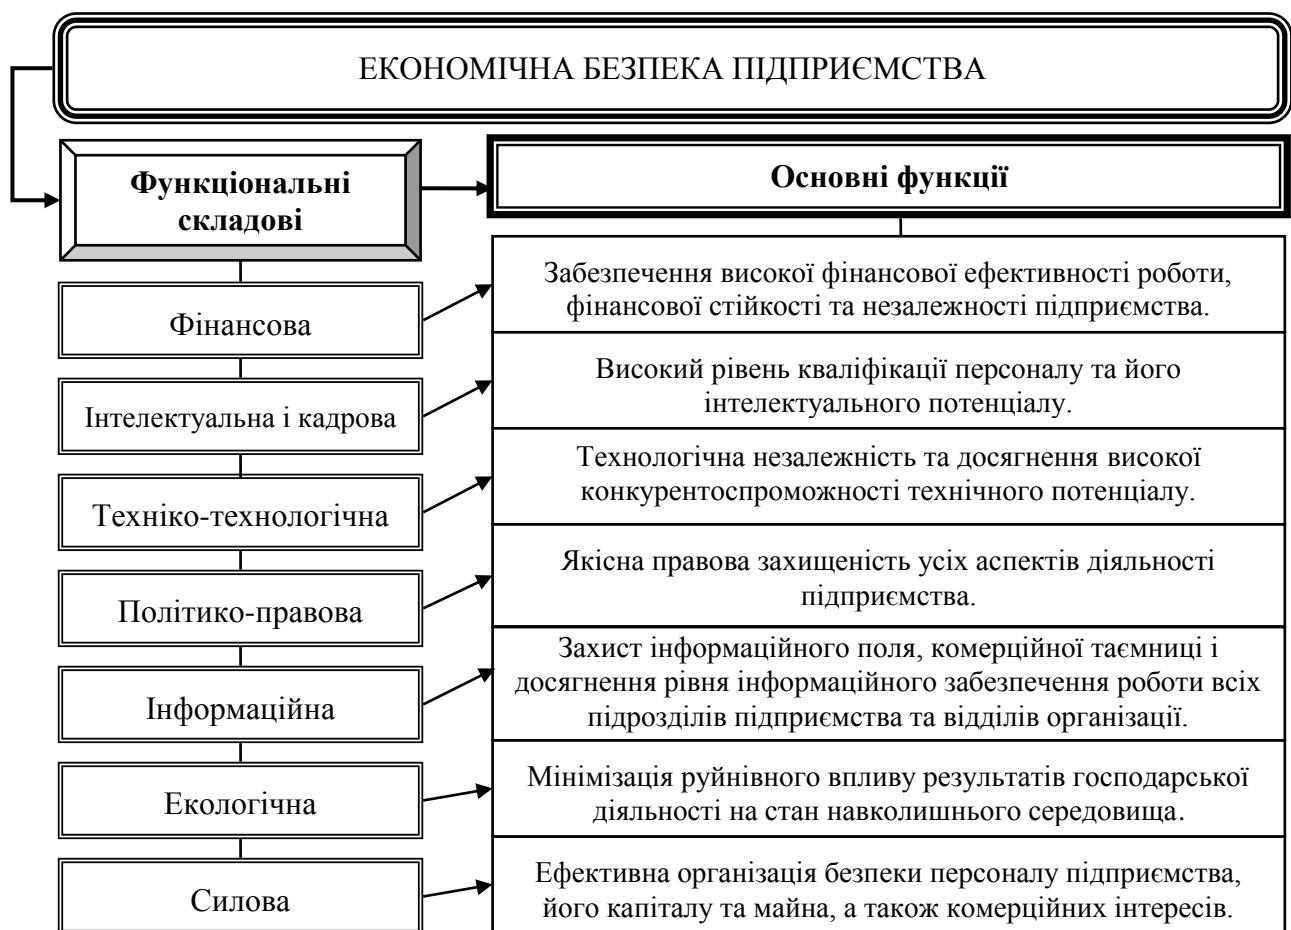 ЕКОНОМІЧНА БЕЗПЕКА ПІДПРИЄМСТВА
Функціональні
складові
Основні функції
Фінансова
Забезпечення високої фінансової ефективності роботи,
фінансової стійкості та незалежності підприємства.
Інтелектуальна і кадрова
Високий рівень кваліфікації персоналу та його
інтелектуального потенціалу.
Техніко-технологічна
Технологічна незалежність та досягнення високої
конкурентоспроможності технічного потенціалу.
Політико-правова
Якісна правова захищеність усіх аспектів діяльності
підприємства.
Інформаційна
Захист інформаційного поля, комерційної таємниці і
досягнення рівня інформаційного забезпечення роботи всіх
підрозділів підприємства та відділів організації.
Екологічна
Мінімізація руйнівного впливу результатів господарської
діяльності на стан навколишнього середовища.
Силова
Ефективна організація безпеки персоналу підприємства,
його капіталу та майна, а також комерційних інтересів.